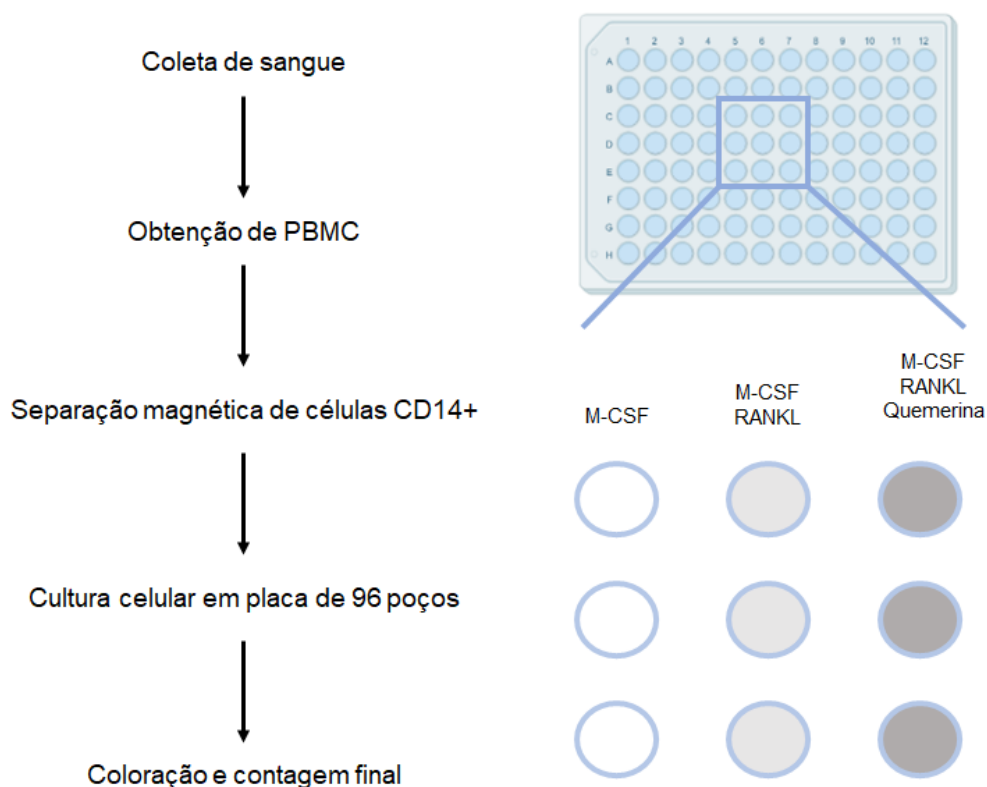 Coleta de sangue
Obtenção de PBMC
Separação magnética de células CD14+
Cultura celular em placa de 96 poços
Coloração e contagem final
1 2 3 4 5 6 7 8 9 10 11 12
A
B
C
D
E
F
G
H
M-CSF
M-CSF
RANKL
M-CSF
RANKL
Quemerina